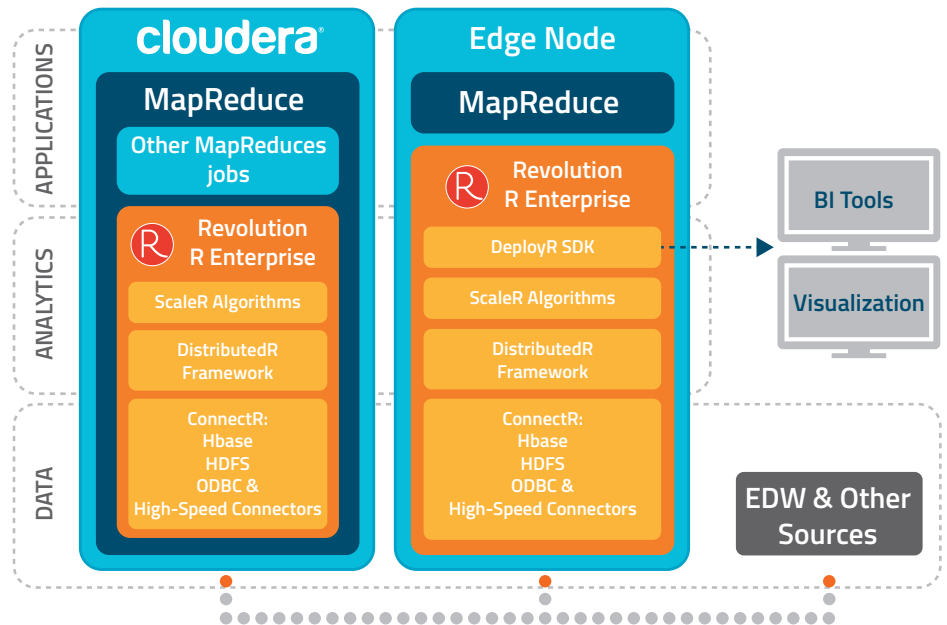 APPLICATIONS
ANALYTICS
DATA
cloudera®
MapReduce
Other MapReduces
jobs
R
Revolution
R Enterprise
ScaleR Algorithms
DistributedR
Framework
ConnectR:
Hbase
HDFS
ODBC &
High-Speed Connectors
Edge Node
MapReduce
R
Revolution
R Enterprise
DeployR SDK
ScaleR Algorithms
DistributedR
Framework
ConnectR:
Hbase
HDFS
ODBC &
High-Speed Connectors
BI Tools
Visualization
EDW & Other
Sources